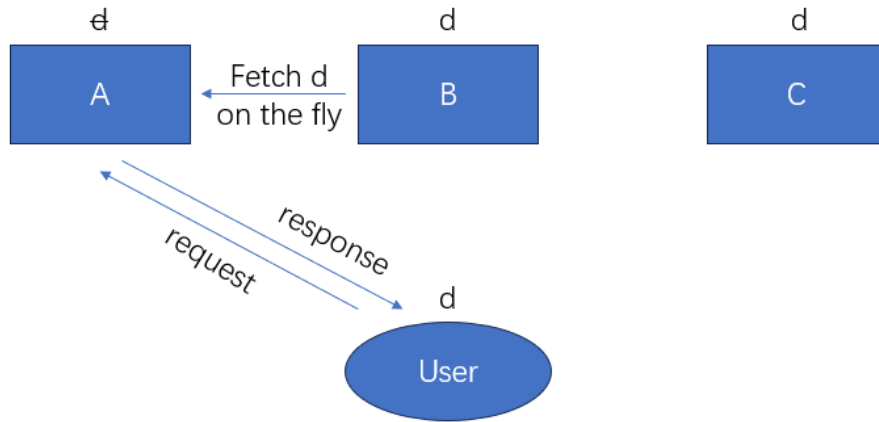 d
d
d
A
Fetch d
on the fly
B
C
response
request
d
User